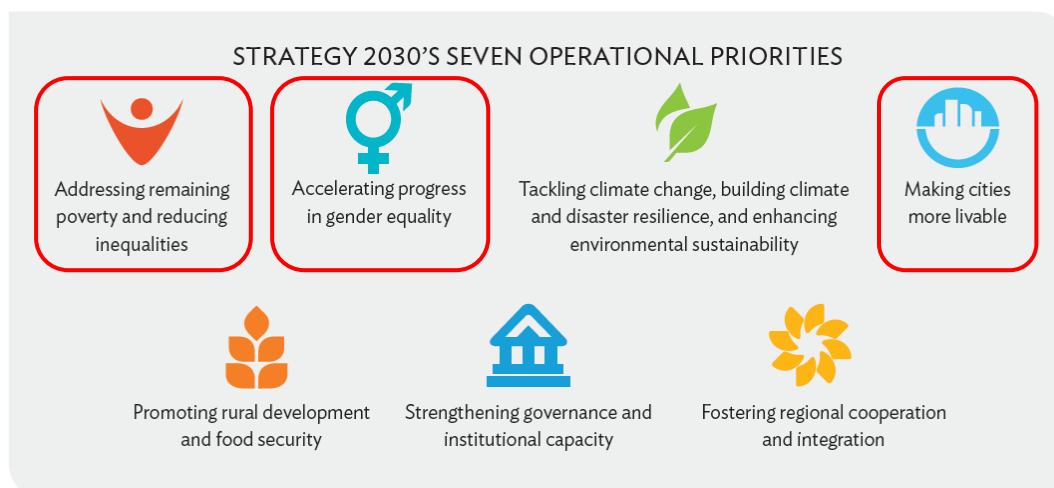 STRATEGY 2030'S SEVEN OPERATIONAL PRIORITIES
Addressing remaining
poverty and reducing
inequalities
Accelerating progress
in gender equality
Tackling climate change, building climate
and disaster resilience, and enhancing
environmental sustainability
Making cities
more livable
Promoting rural development
and food security
Strengthening governance and
institutional capacity
Fostering regional cooperation
and integration